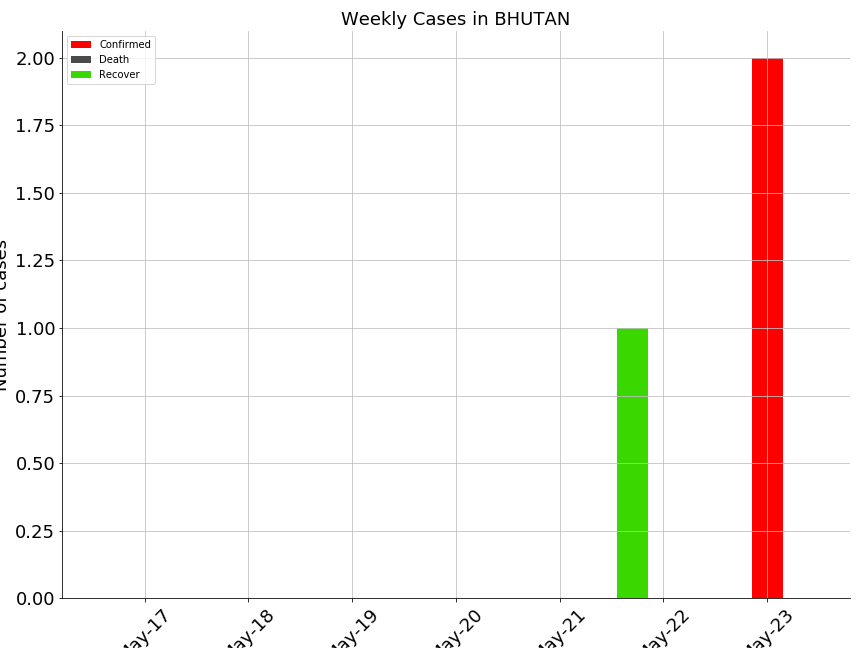 Weekly Cases in BHUTAN
Confirmed
Death
Recover
2.00
1.75
1.50
1.25
1.00
0.75
0.50
0.25
0.00
Number of cases
May-17
May-18
May-19
May-20
May-21
May-22
May-23